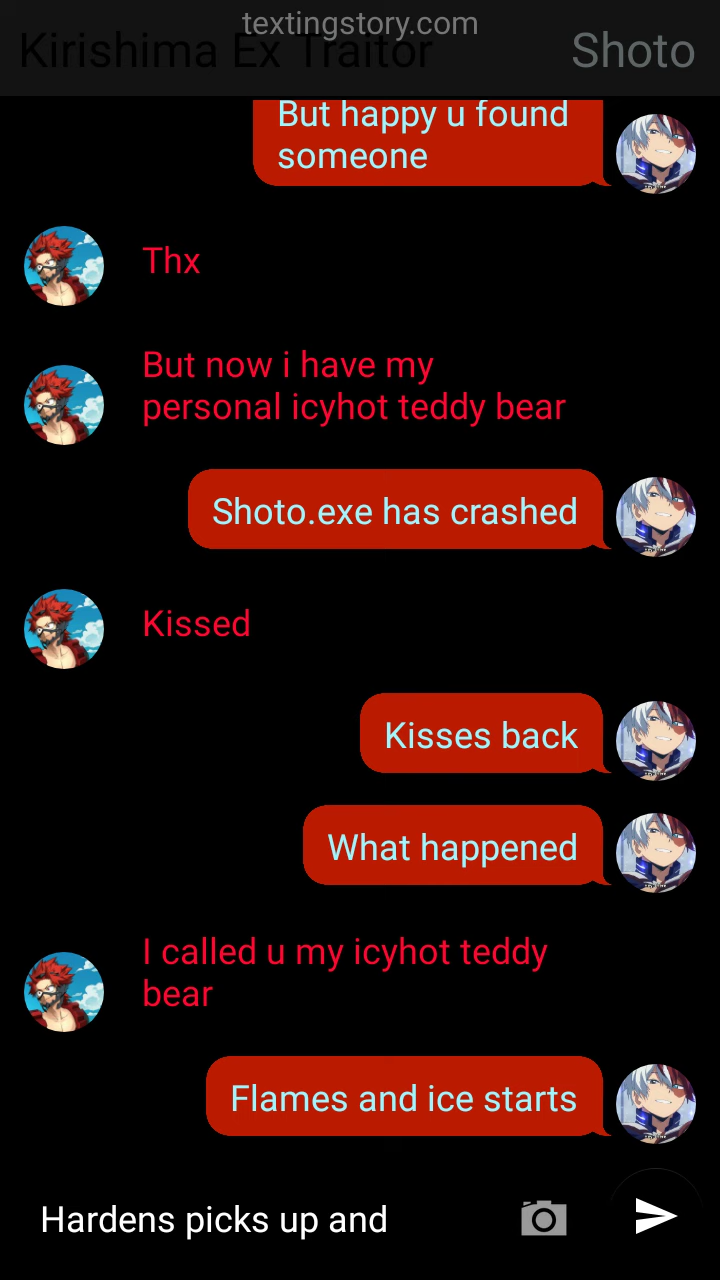 textingstory.com
Kirishima Ex Traitor
Shoto
But happy u found
someone
Thx
But now i have my
personal icyhot teddy bear
Shoto.exe has crashed
Kissed
Kisses back
What happened
I called u my icyhot teddy
bear
Flames and ice starts
Hardens picks up and